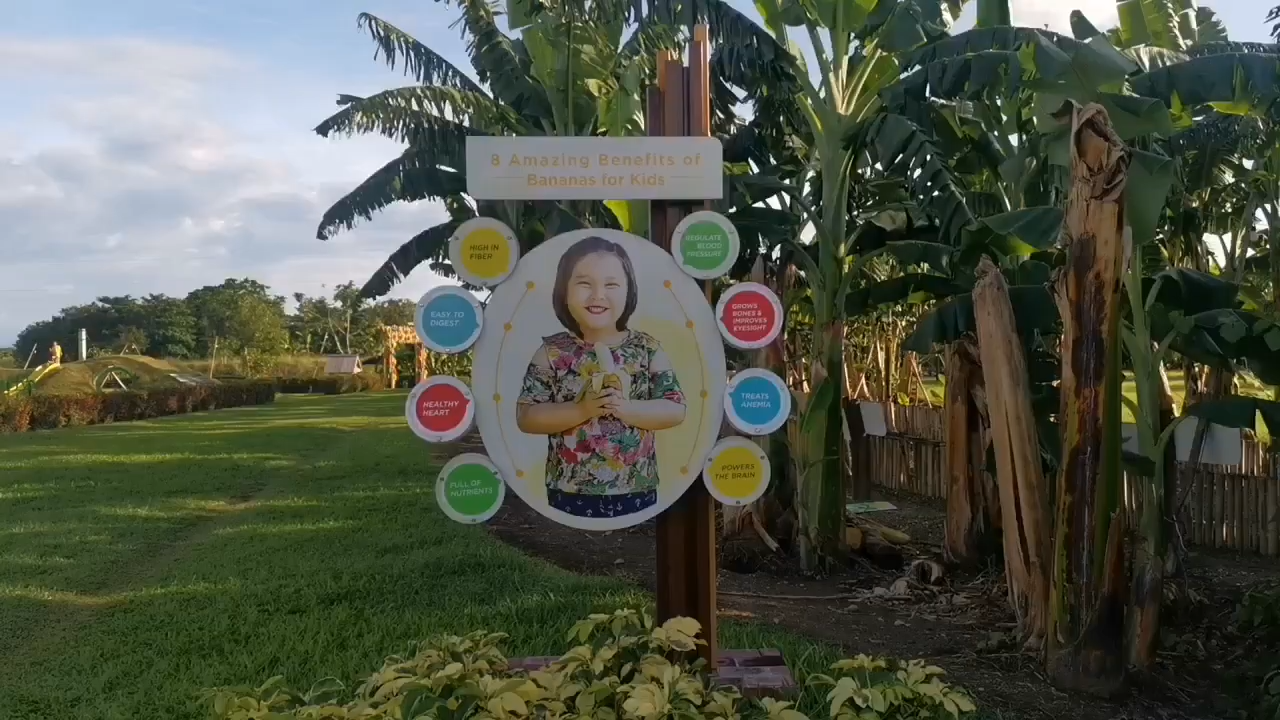 8 Amazing Benefits of
Bananas for Kids
HIGH IN
FIBER
EASY TO
DIGEST
HEALTHY
HEART
FULL OF
NUTRIENTS
REGULATE
BLOOD
PRESSURE
GROWS
BONES &
IMPROVES
EYESIGHT
TREATS
ANEMIA
POWERS
THE BRAIN